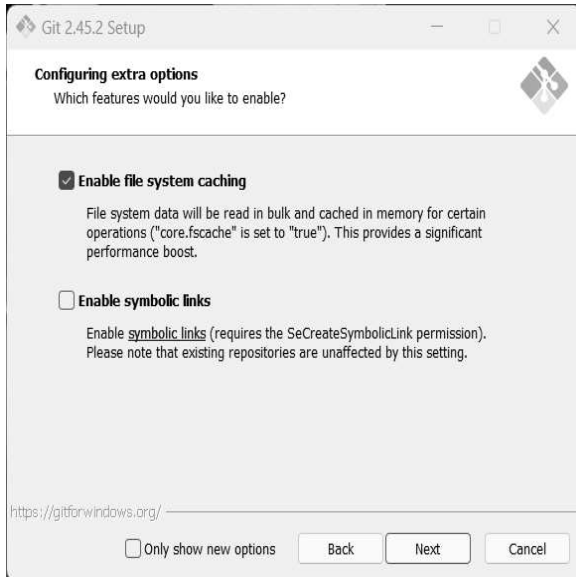 Git 2.45.2 Setup
Configuring extra options
Which features would you like to enable?
Enable file system caching
File system data will be read in bulk and cached in memory for certain
operations ("core.fscache" is set to "true"). This provides a significant
performance boost.
Enable symbolic links
Enable symbolic links (requires the SeCreateSymbolicLink permission).
Please note that existing repositories are unaffected by this setting.
https://gitforwindows.org/
Only show new options Back Next Cancel